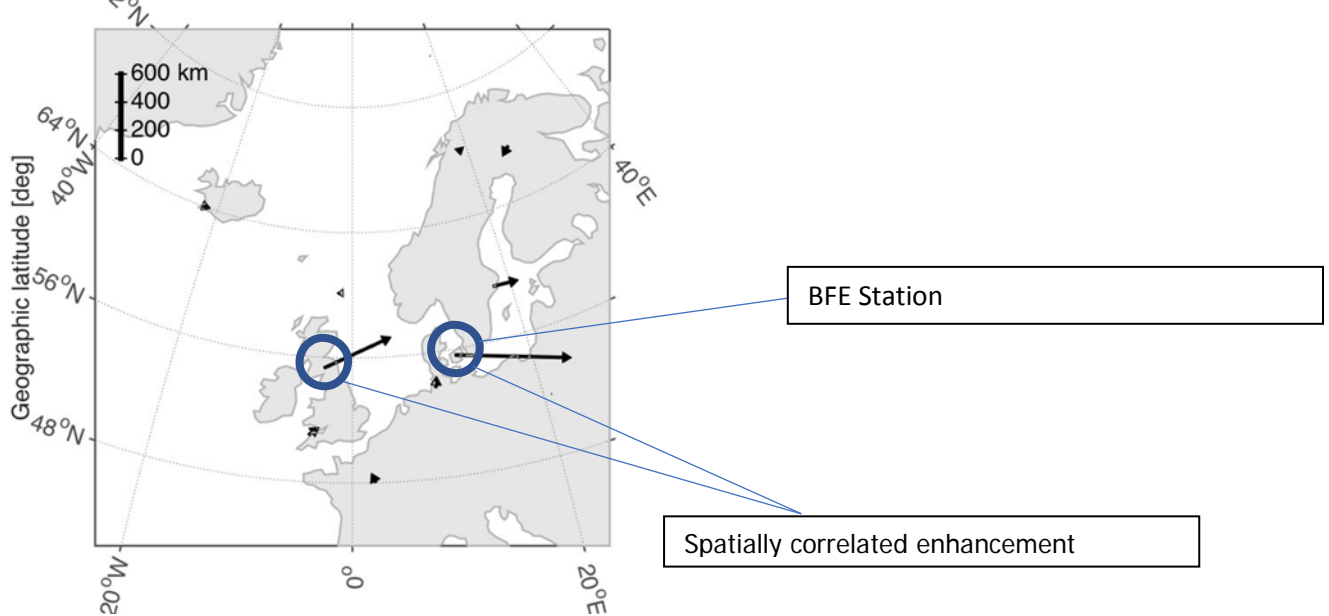 2°N
600 km
400
200
0
64°N
40°W
40°E
Geographic latitude [deg]
56°N
BFE Station
48°N
Spatially correlated enhancement
20°W
0°
20°E